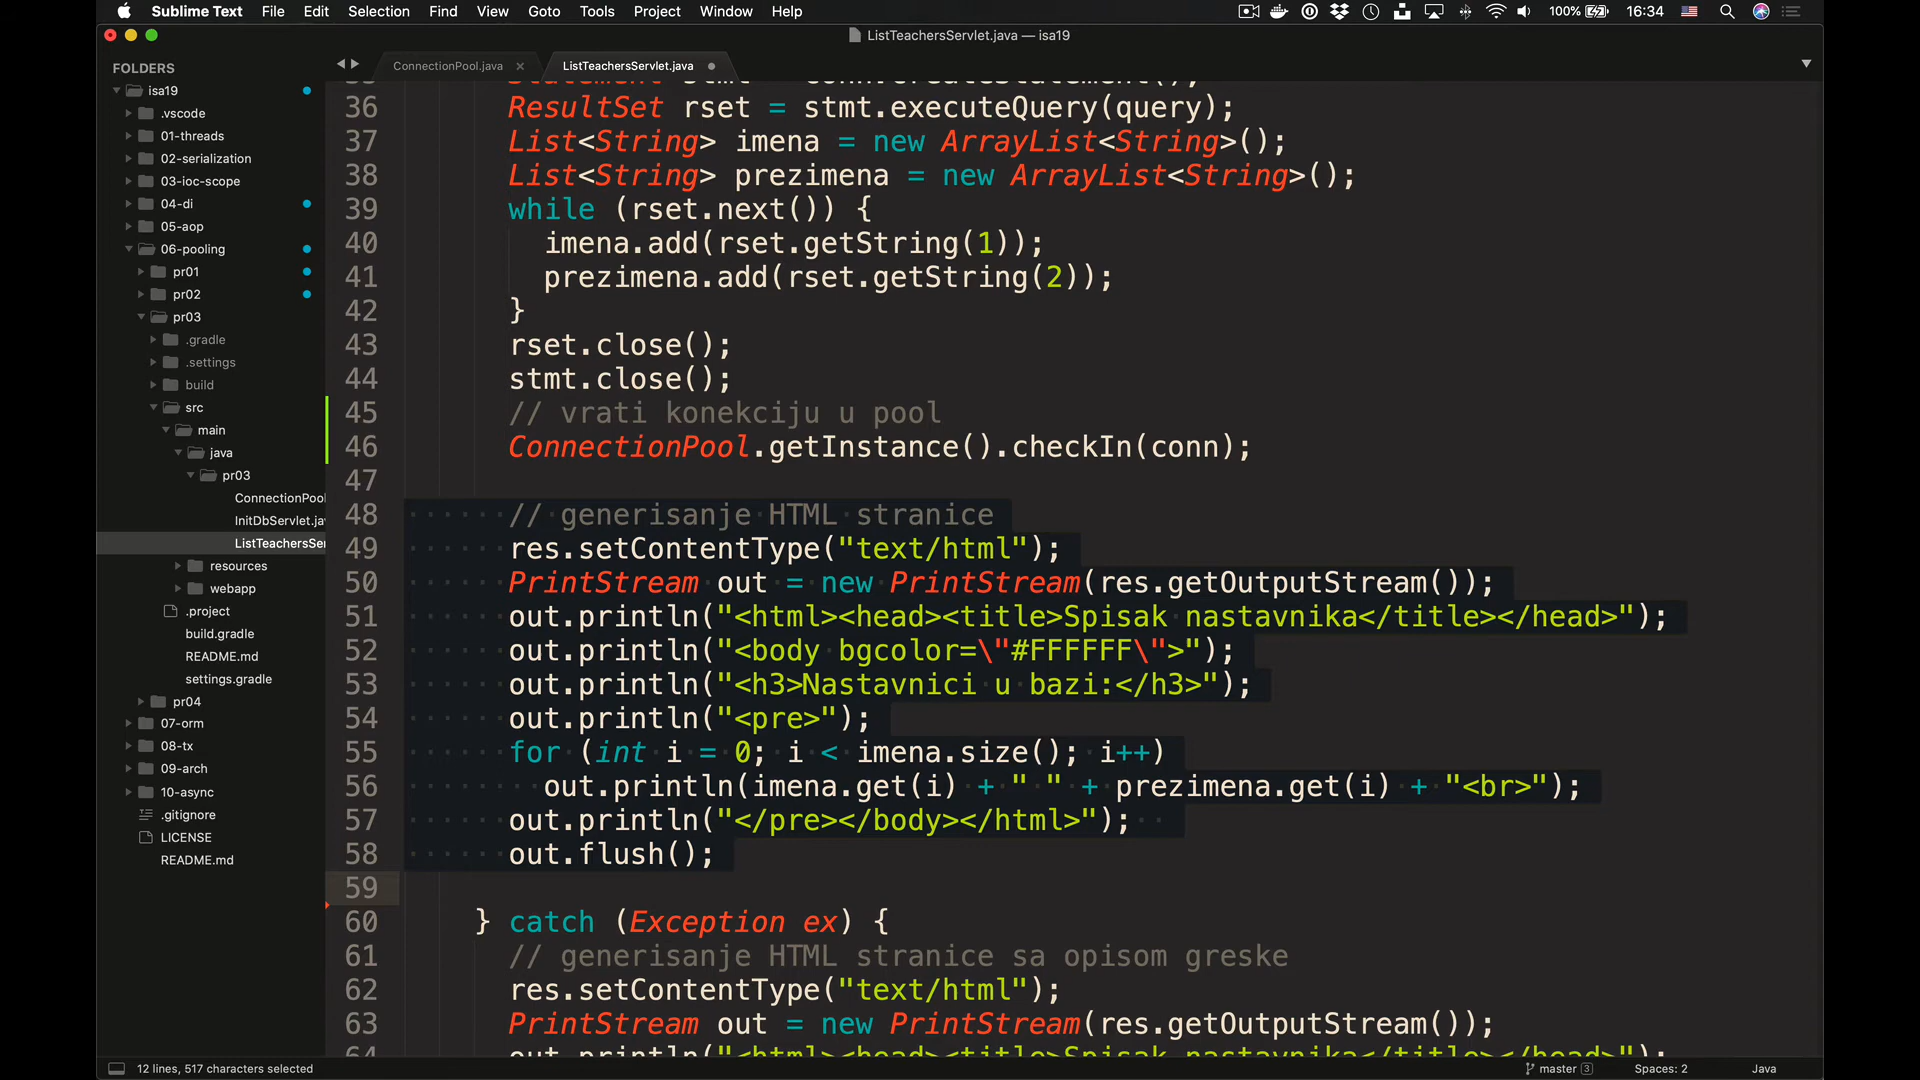 Sublime Text File Edit Selection Find View Goto Tools Project Window Help 100% 16:34
ListTeachersServlet.java — isa19
FOLDERS
isa19
.vscode
01-threads
02-serialization
03-ioc-scope
04-di
05-aop
06-pooling
pr01
pr02
pr03
.gradle
.settings
build
src
main
java
pr03
ConnectionPool
InitDbServlet.jav
ListTeachersSer
resources
webapp
.project
build.gradle
README.md
settings.gradle
pr04
07-orm
08-tx
09-arch
10-async
.gitignore
LICENSE
README.md
ConnectionPool.java × ListTeachersServlet.java
36 ResultSet rset = stmt.executeQuery(query);
37 List<String> imena = new ArrayList<String>();
38 List<String> prezimena = new ArrayList<String>();
39 while (rset.next()) {
40 imena.add(rset.getString(1));
41 prezimena.add(rset.getString(2));
42 }
43 rset.close();
44 stmt.close();
45 // vrati konekciju u pool
46 ConnectionPool.getInstance().checkIn(conn);
47
48 // generisanje HTML stranice
49 res.setContentType("text/html");
50 PrintStream out = new PrintStream(res.getOutputStream());
51 out.println("<html><head><title>Spisak nastavnika</title></head>");
52 out.println("<body bgcolor=\"#FFFFFF\">");
53 out.println("<h3>Nastavnici u bazi:</h3>");
54 out.println("<pre>");
55 for (int i = 0; i < imena.size(); i++)
56 out.println(imena.get(i) + " " + prezimena.get(i) + "<br>");
57 out.println("</pre></body></html>");
58 out.flush();
59
60 } catch (Exception ex) {
61 // generisanje HTML stranice sa opisom greske
62 res.setContentType("text/html");
63 PrintStream out = new PrintStream(res.getOutputStream());
12 lines, 517 characters selected master 3 Spaces: 2 Java